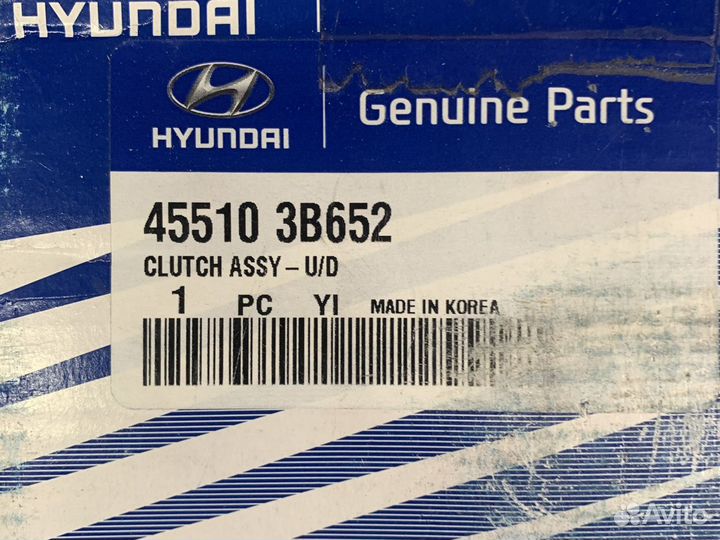 HYUNDAI
HYUNDAI
Genuine Parts
45510 3B652
CLUTCH ASSY – U/D
1 PC YI MADE IN KOREA
Avito